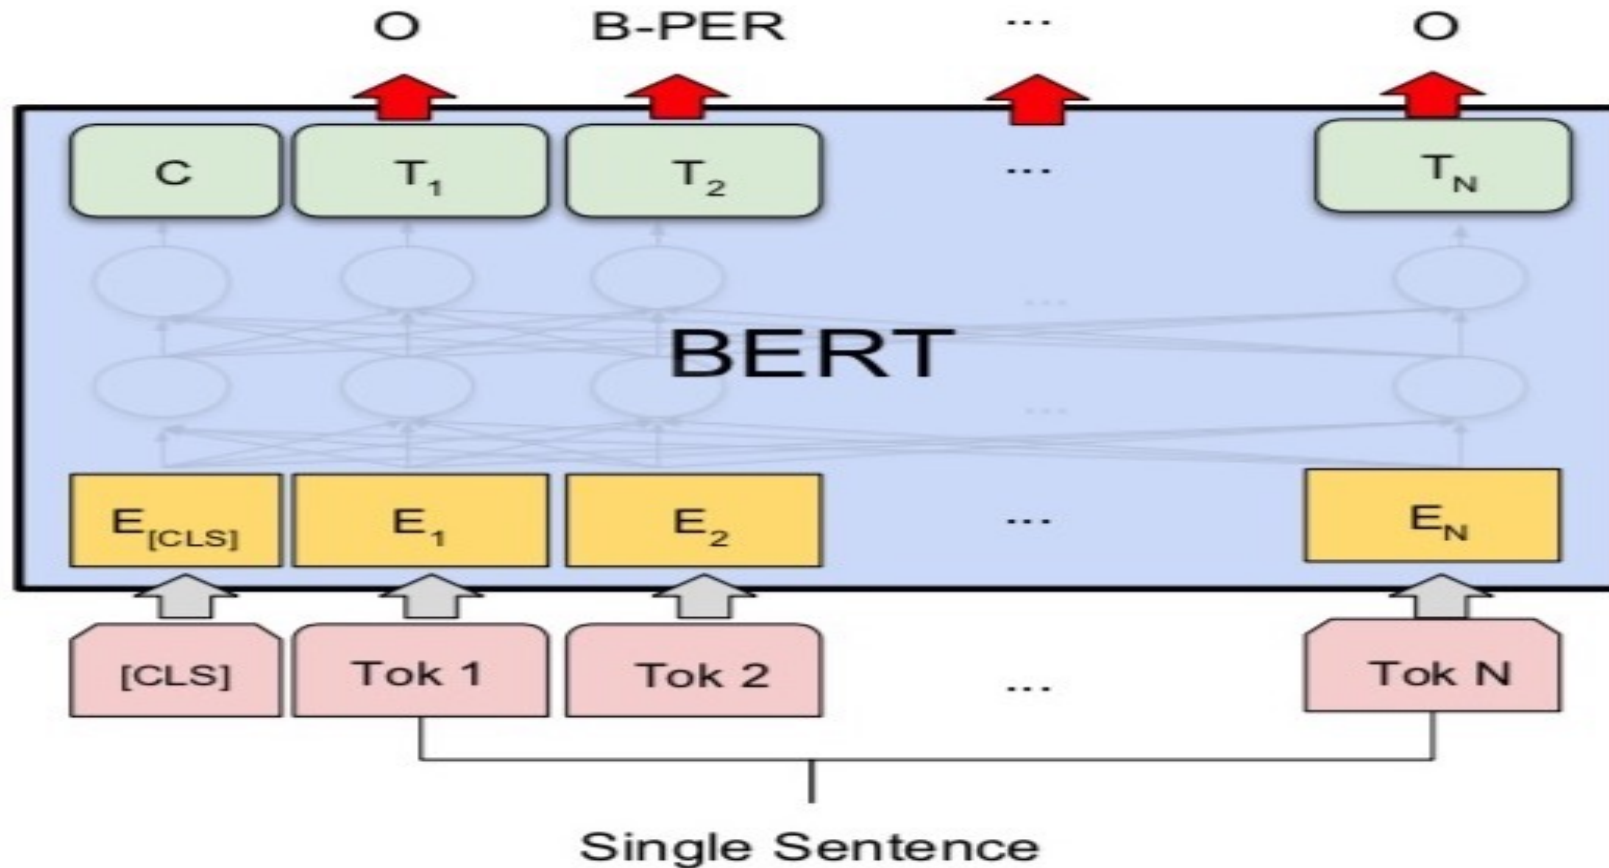 O B-PER ... O
C T1 T2 ... TN
...
BERT
...
E[CLS] E1 E2 ... EN
[CLS] Tok 1 Tok 2 ... Tok N
Single Sentence